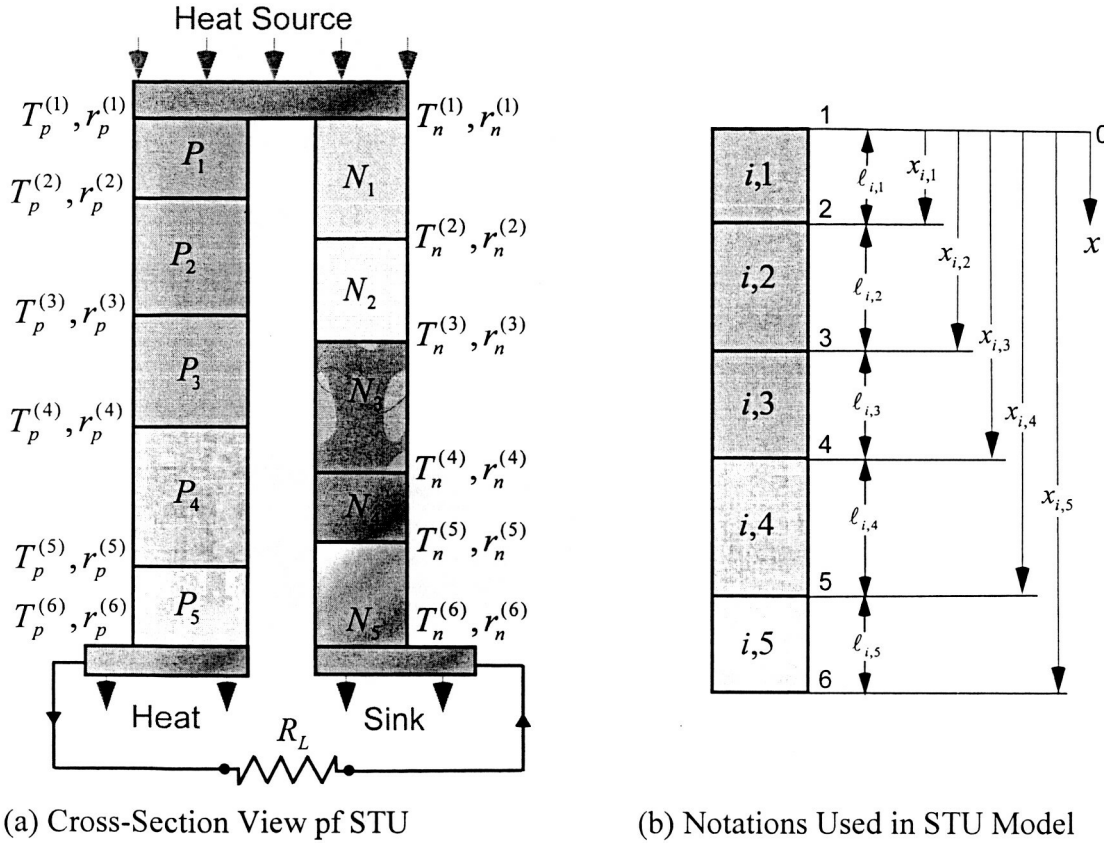 Heat Source
T_p^(1), r_p^(1)
T_n^(1), r_n^(1)
P_1
N_1
T_p^(2), r_p^(2)
T_n^(2), r_n^(2)
P_2
N_2
T_p^(3), r_p^(3)
T_n^(3), r_n^(3)
P_3
N_3
T_p^(4), r_p^(4)
T_n^(4), r_n^(4)
P_4
T_n^(5), r_n^(5)
T_p^(5), r_p^(5)
P_5
N_5
T_p^(6), r_p^(6)
T_n^(6), r_n^(6)
Heat
Sink
R_L
(a) Cross-Section View pf STU
1
0
i,1
ℓ_i,1
x_i,1
2
x
i,2
ℓ_i,2
x_i,2
3
i,3
ℓ_i,3
x_i,3
4
i,4
ℓ_i,4
x_i,4
5
x_i,5
i,5
ℓ_i,5
6
(b) Notations Used in STU Model